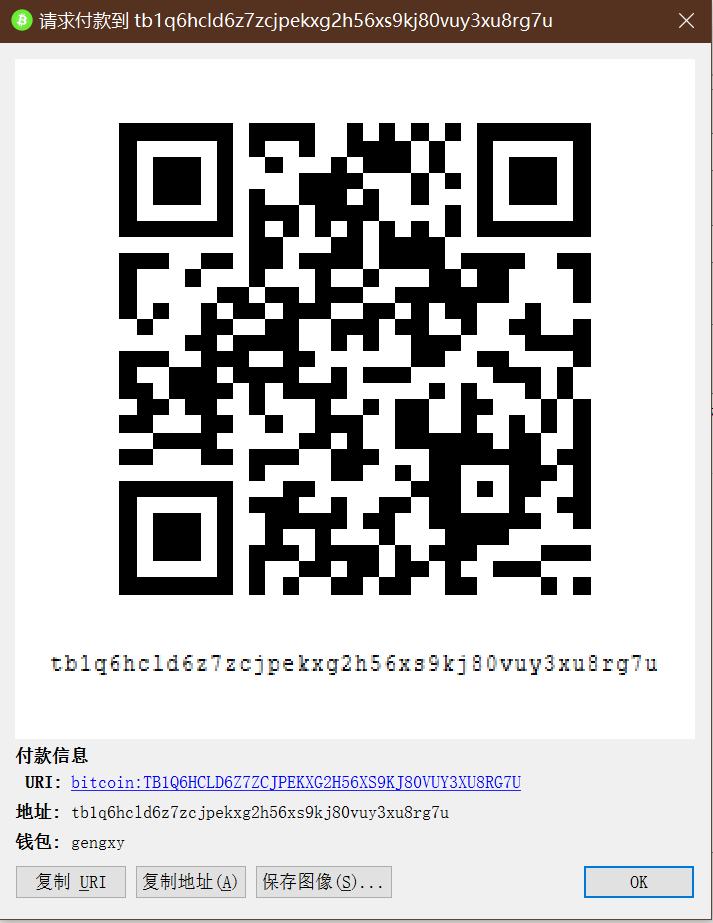 请求付款到 tb1q6hcld6z7zcjpekxg2h56xs9kj80vuy3xu8rg7u
tb1q6hcld6z7zcjpekxg2h56xs9kj80vuy3xu8rg7u
付款信息
URI: bitcoin:TB1Q6HCLD6Z7ZCJPEKXG2H56XS9KJ80VUY3XU8RG7U
地址: tb1q6hcld6z7zcjpekxg2h56xs9kj80vuy3xu8rg7u
钱包: gengxy
复制 URI 复制地址(A) 保存图像(S)... OK